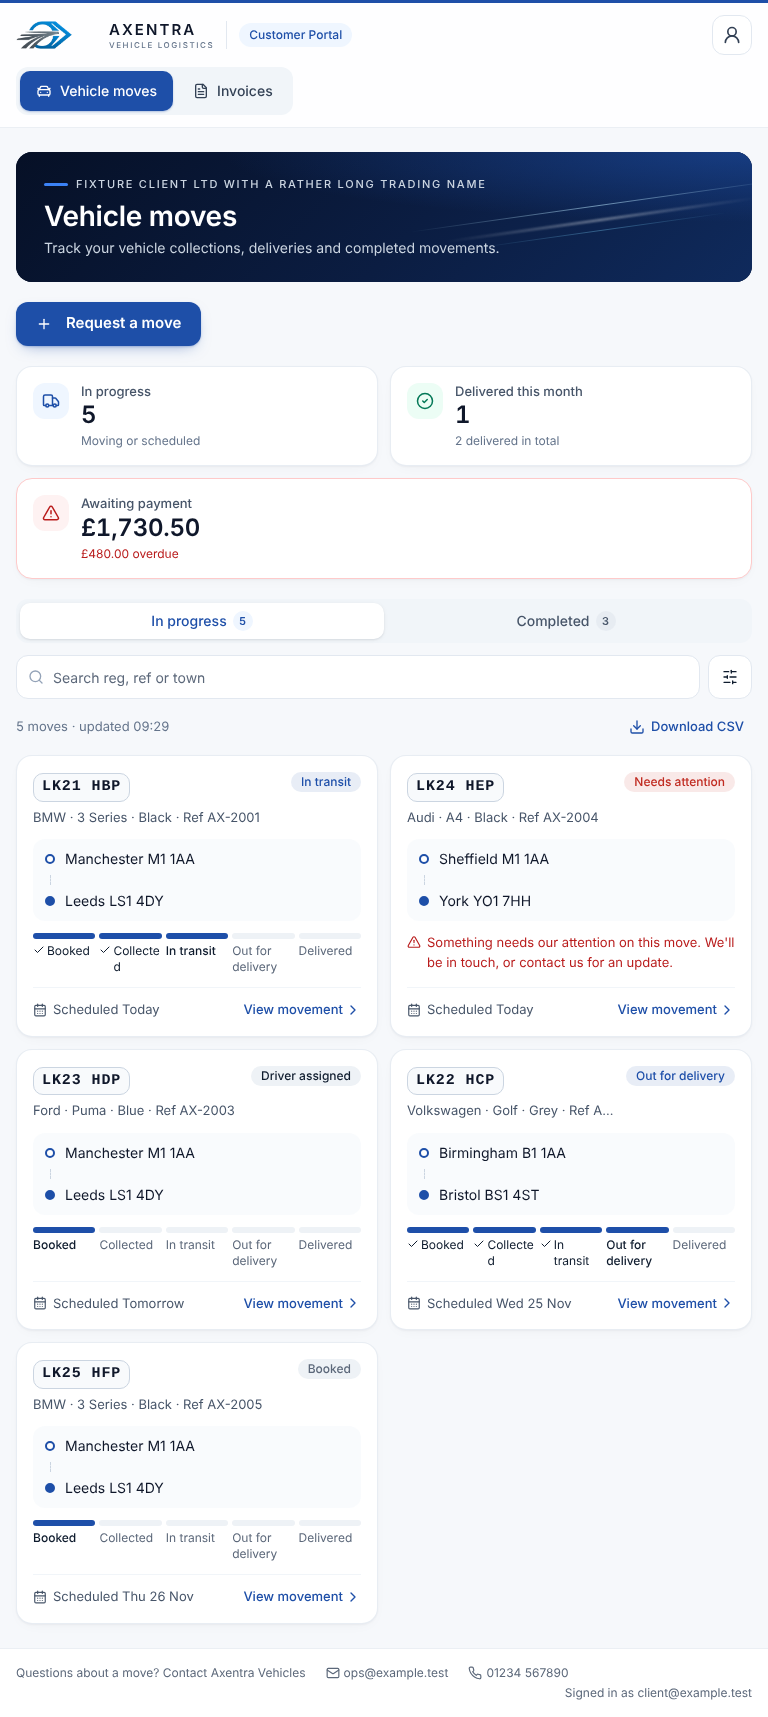 AXENTRA
VEHICLE LOGISTICS
Customer Portal
Vehicle moves
Invoices
FIXTURE CLIENT LTD WITH A RATHER LONG TRADING NAME
Vehicle moves
Track your vehicle collections, deliveries and completed movements.
Request a move
In progress
5
Moving or scheduled
Delivered this month
1
2 delivered in total
Awaiting payment
£1,730.50
£480.00 overdue
In progress 5
Completed 3
Search reg, ref or town
5 moves · updated 09:29
Download CSV
LK21 HBP
In transit
BMW · 3 Series · Black · Ref AX-2001
Manchester M1 1AA
Leeds LS1 4DY
Booked
Collecte
d
In transit
Out for
delivery
Delivered
Scheduled Today
View movement
LK24 HEP
Needs attention
Audi · A4 · Black · Ref AX-2004
Sheffield M1 1AA
York YO1 7HH
Something needs our attention on this move. We'll
be in touch, or contact us for an update.
Scheduled Today
View movement
LK23 HDP
Driver assigned
Ford · Puma · Blue · Ref AX-2003
Manchester M1 1AA
Leeds LS1 4DY
Booked
Collected
In transit
Out for
delivery
Delivered
Scheduled Tomorrow
View movement
LK22 HCP
Out for delivery
Volkswagen · Golf · Grey · Ref A...
Birmingham B1 1AA
Bristol BS1 4ST
Booked
Collecte
d
In
transit
Out for
delivery
Delivered
Scheduled Wed 25 Nov
View movement
LK25 HFP
Booked
BMW · 3 Series · Black · Ref AX-2005
Manchester M1 1AA
Leeds LS1 4DY
Booked
Collected
In transit
Out for
delivery
Delivered
Scheduled Thu 26 Nov
View movement
Questions about a move? Contact Axentra Vehicles
ops@example.test
01234 567890
Signed in as client@example.test